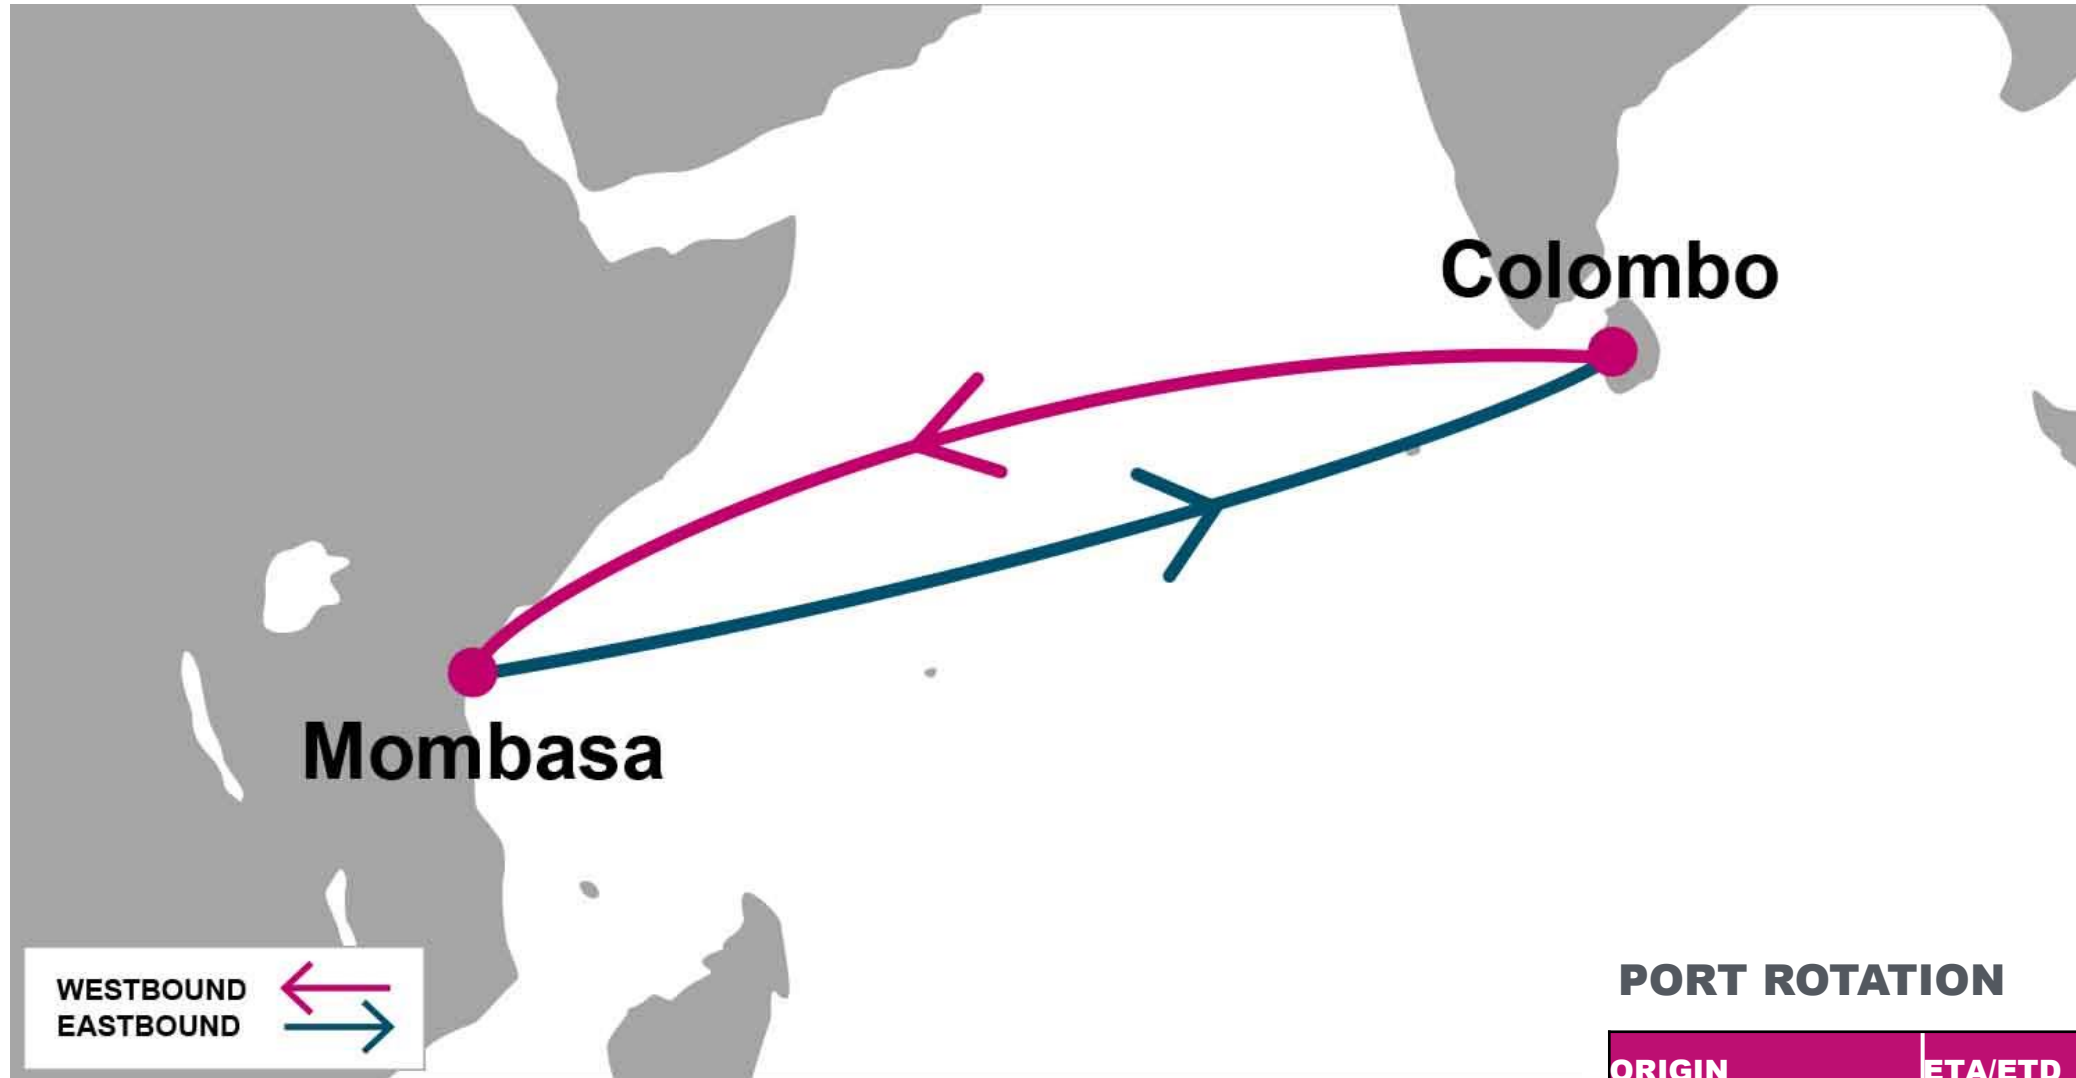 Colombo
Mombasa
WESTBOUND
EASTBOUND
PORT ROTATION
ORIGIN ETA/ETD